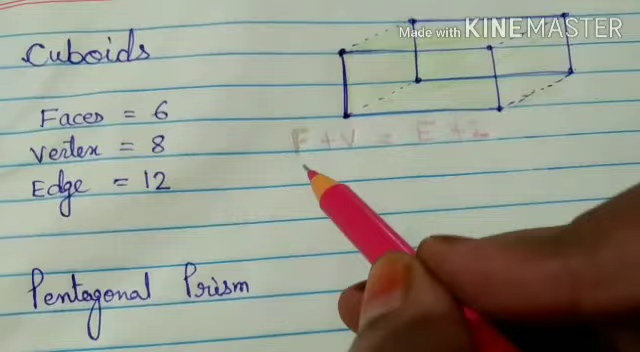 Made with KINEMASTER
Cuboids
Faces = 6
Vertex = 8
Edge = 12
F + V = E + 2
Pentagonal Prism